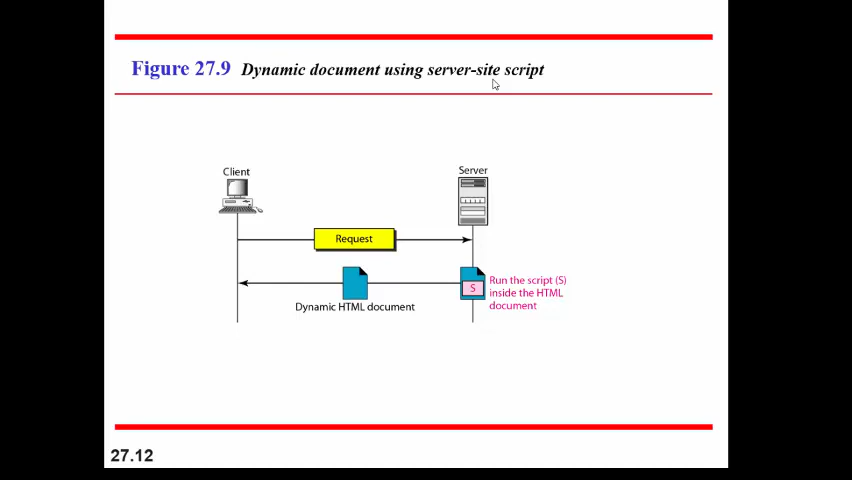 Figure 27.9 Dynamic document using server-site script
Client
Server
Request
S
Run the script (S)
inside the HTML
document
Dynamic HTML document
27.12